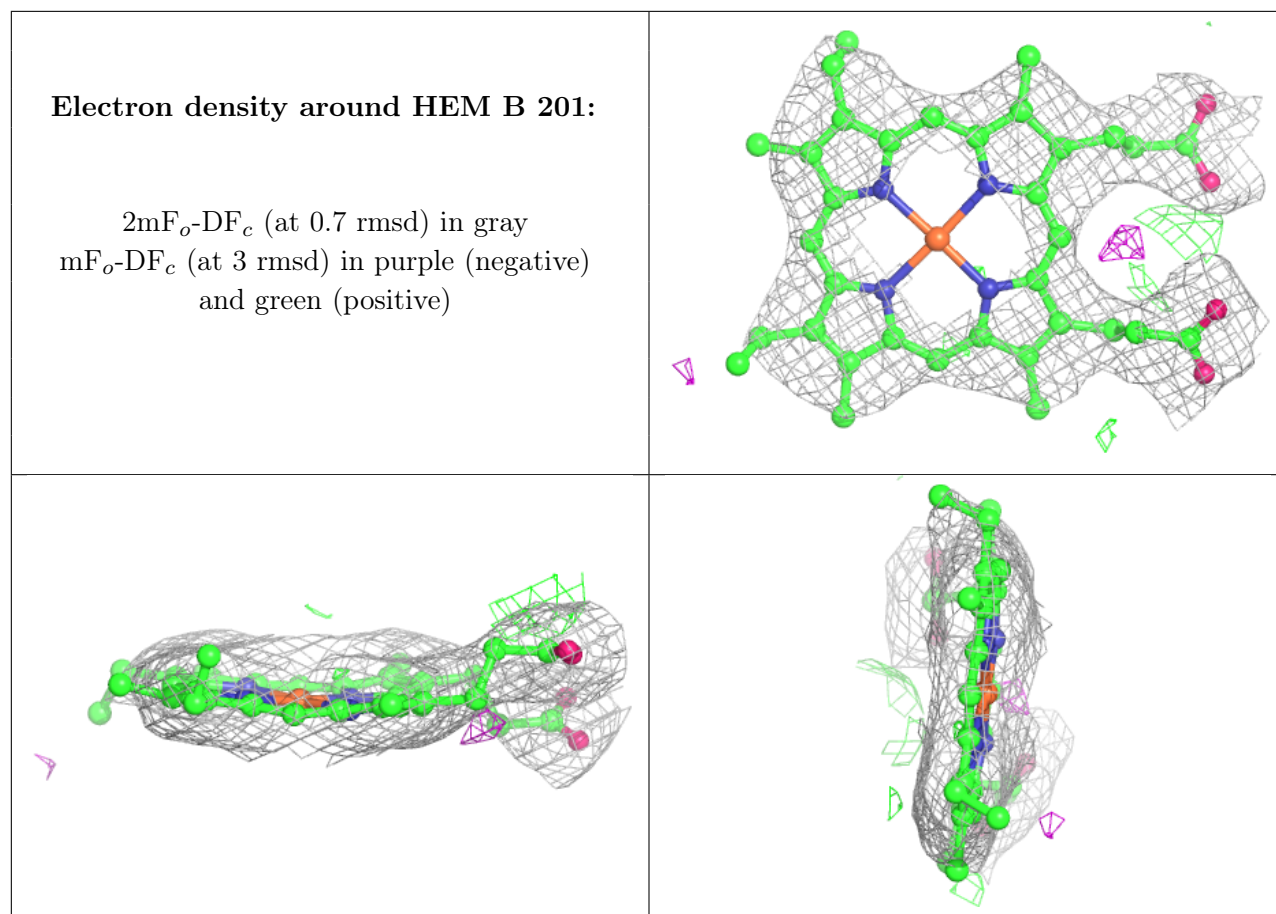 Electron density around HEM B 201:
2mFo-DFc (at 0.7 rmsd) in gray
mFo-DFc (at 3 rmsd) in purple (negative)
and green (positive)